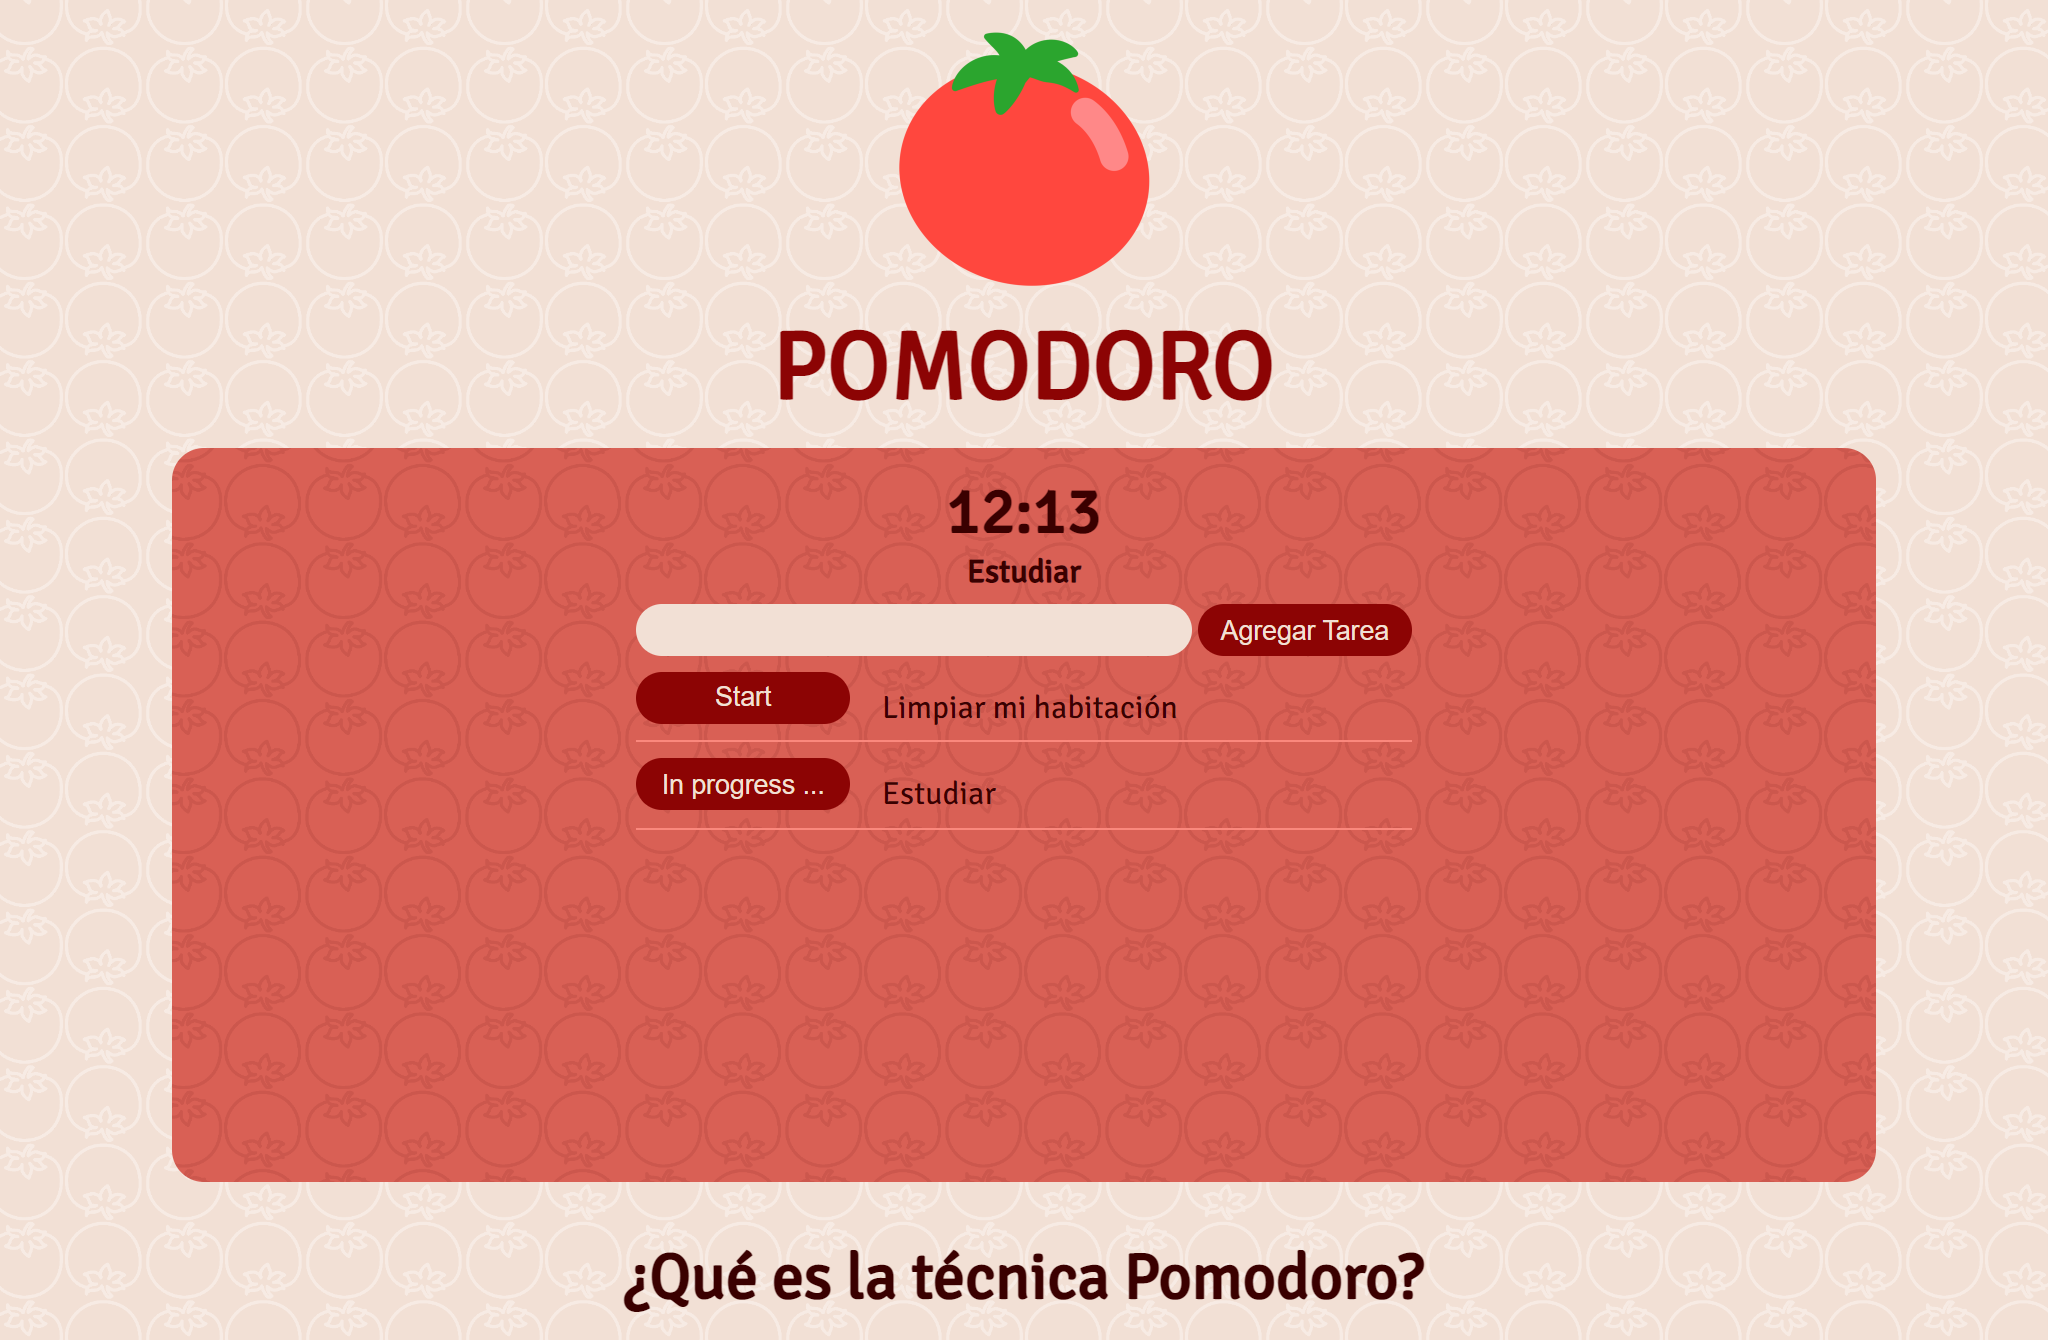 POMODORO
12:13
Estudiar
Agregar Tarea
Start
Limpiar mi habitación
In progress ...
Estudiar
¿Qué es la técnica Pomodoro?